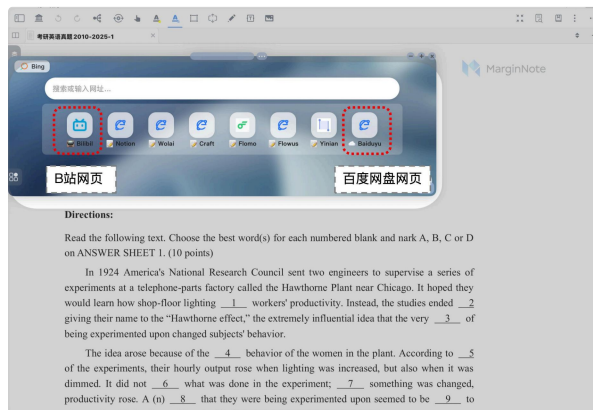 考研英语真题2010-2025-1
MarginNote
Bing
搜索或输入网址...
Bilibil
Notion
Wolai
Craft
Flomo
Flowus
Yinian
Baiduyu
B站网页
百度网盘网页
Directions:
Read the following text. Choose the best word(s) for each numbered blank and nark A, B, C or D
on ANSWER SHEET 1. (10 points)
In 1924 America's National Research Council sent two engineers to supervise a series of
experiments at a telephone-parts factory called the Hawthorne Plant near Chicago. It hoped they
would learn how shop-floor lighting 1 workers' productivity. Instead, the studies ended 2
giving their name to the "Hawthorne effect," the extremely influential idea that the very 3 of
being experimented upon changed subjects' behavior.
The idea arose because of the 4 behavior of the women in the plant. According to 5
of the experiments, their hourly output rose when lighting was increased, but also when it was
dimmed. It did not 6 what was done in the experiment; 7 something was changed,
productivity rose. A (n) 8 that they were being experimented upon seemed to be 9 to